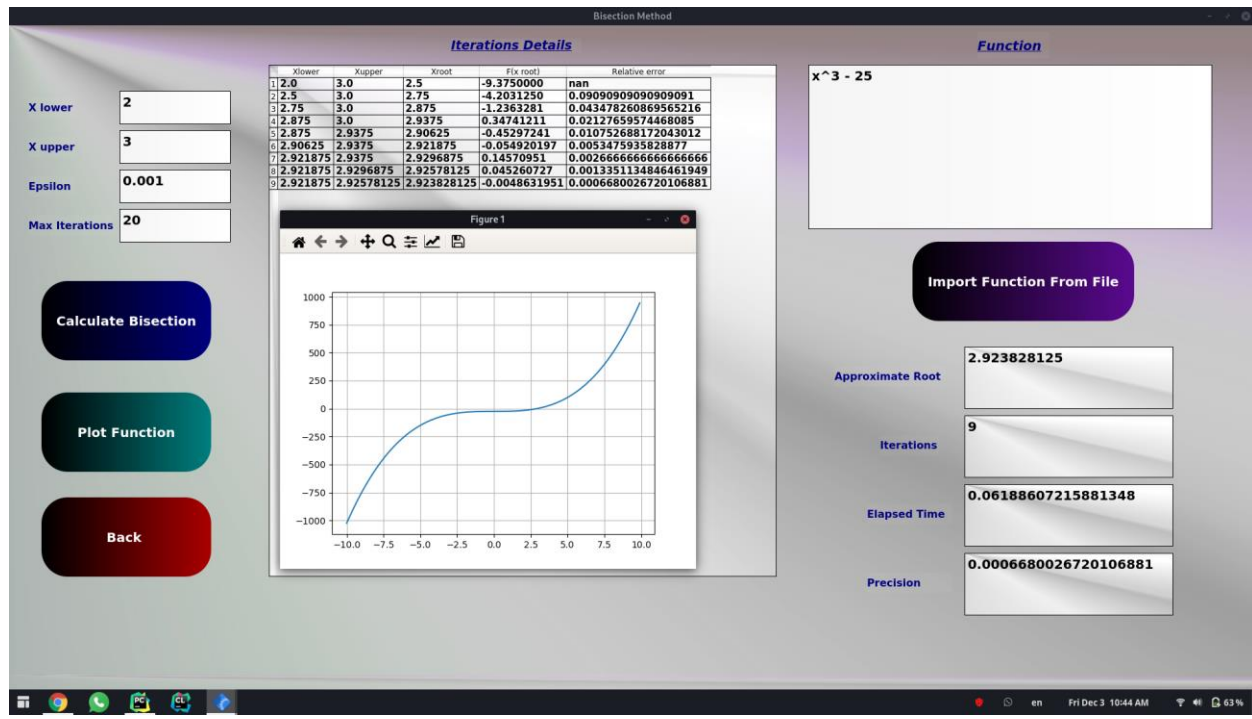 Bisection Method
Iterations Details
Function
Xlower Xupper Xroot F(x root) Relative error
1 2.0 3.0 2.5 -9.3750000 nan
2 2.5 3.0 2.75 -4.2031250 0.09090909090909091
3 2.75 3.0 2.875 -1.2363281 0.043478260869565216
4 2.875 3.0 2.9375 0.34741211 0.02127659574468085
5 2.875 2.9375 2.90625 -0.45297241 0.010752688172043012
6 2.90625 2.9375 2.921875 -0.054920197 0.0053475935828877
7 2.921875 2.9375 2.9296875 0.14570951 0.0026666666666666666
8 2.921875 2.9296875 2.92578125 0.045260727 0.0013351134846461949
9 2.921875 2.92578125 2.923828125 -0.0048631951 0.0006680026720106881
x^3 - 25
X lower 2
X upper 3
Epsilon 0.001
Max Iterations 20
Calculate Bisection
Plot Function
Back
Figure 1
1000
750
500
250
0
−250
−500
−750
−1000
−10.0 −7.5 −5.0 −2.5 0.0 2.5 5.0 7.5 10.0
Import Function From File
Approximate Root 2.923828125
Iterations 9
Elapsed Time 0.06188607215881348
Precision 0.0006680026720106881
PC CL en Fri Dec 3 10:44 AM 63 %